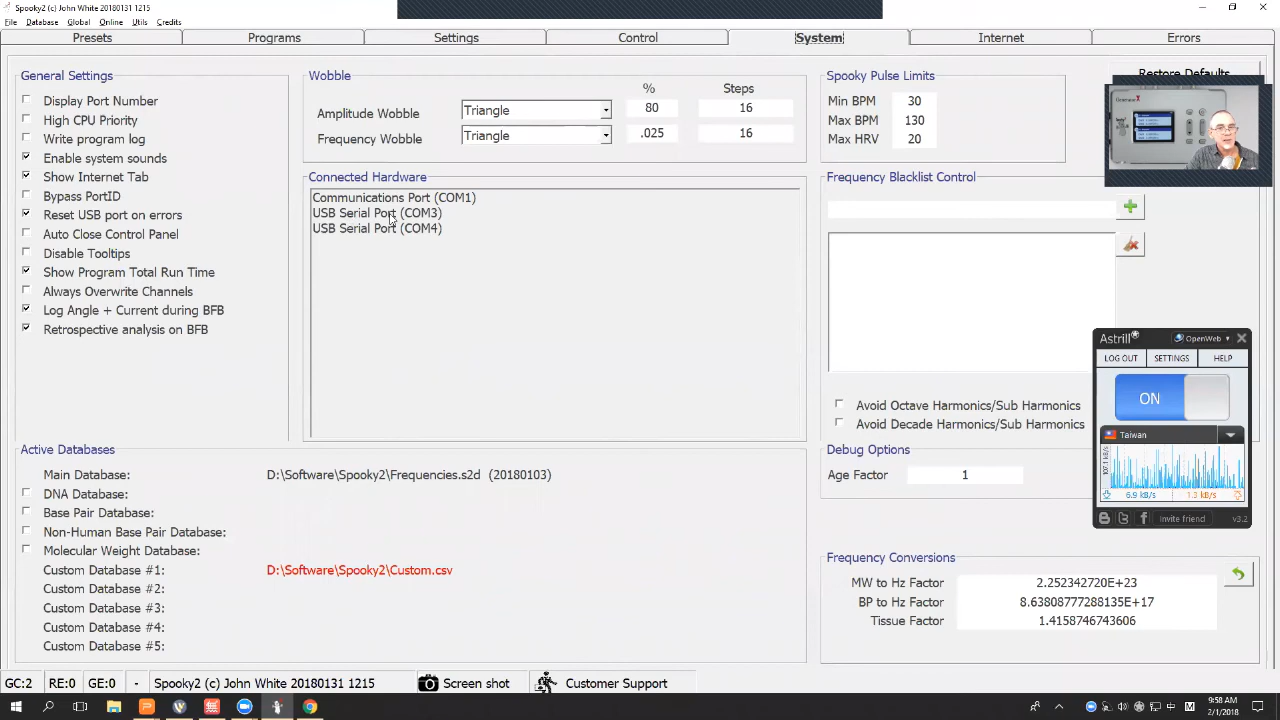 Spooky2 (c) John White 20180131 1215
File Database Global Online Utils Credits
Presets Programs Settings Control System Internet Errors
General Settings
Display Port Number
High CPU Priority
Write program log
Enable system sounds
Show Internet Tab
Bypass PortID
Reset USB port on errors
Auto Close Control Panel
Disable Tooltips
Show Program Total Run Time
Always Overwrite Channels
Log Angle + Current during BFB
Retrospective analysis on BFB
Wobble
% Steps
Amplitude Wobble Triangle 80 16
Frequency Wobble Triangle .025 16
Connected Hardware
Communications Port (COM1)
USB Serial Port (COM3)
USB Serial Port (COM4)
Spooky Pulse Limits
Min BPM 30
Max BPM 130
Max HRV 20
Restore Defaults
Frequency Blacklist Control
Avoid Octave Harmonics/Sub Harmonics
Avoid Decade Harmonics/Sub Harmonics
Debug Options
Age Factor 1
Astrill OpenWeb
LOG OUT SETTINGS HELP
ON
Taiwan
6.9 kB/s 1.3 kB/s
Invite friend v3.2
Active Databases
Main Database: D:\Software\Spooky2\Frequencies.s2d (20180103)
DNA Database:
Base Pair Database:
Non-Human Base Pair Database:
Molecular Weight Database:
Custom Database #1: D:\Software\Spooky2\Custom.csv
Custom Database #2:
Custom Database #3:
Custom Database #4:
Custom Database #5:
Frequency Conversions
MW to Hz Factor 2.252342720E+23
BP to Hz Factor 8.63808777288135E+17
Tissue Factor 1.4158746743606
GC:2 RE:0 GE:0 - Spooky2 (c) John White 20180131 1215 Screen shot Customer Support
9:58 AM
2/1/2018